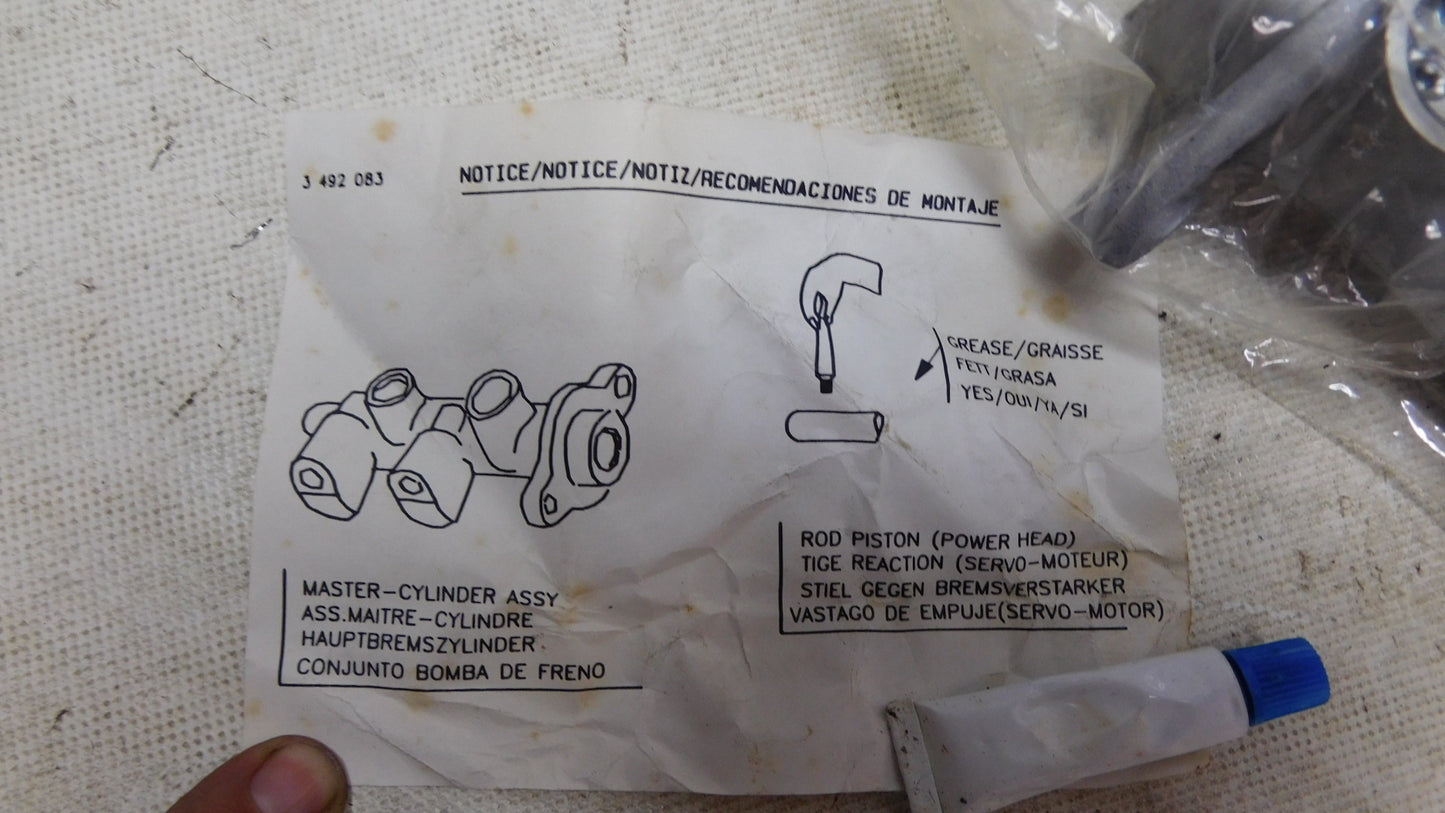 3 492 083
NOTICE/NOTICE/NOTIZ/RECOMENDACIONES DE MONTAJE
GREASE/GRAISSE
FETT/GRASA
YES/OUI/YA/SI
MASTER-CYLINDER ASSY
ASS.MAITRE-CYLINDRE
HAUPTBREMSZYLINDER
CONJUNTO BOMBA DE FRENO
ROD PISTON (POWER HEAD)
TIGE REACTION (SERVO-MOTEUR)
STIEL GEGEN BREMSVERSTARKER
VASTAGO DE EMPUJE(SERVO-MOTOR)